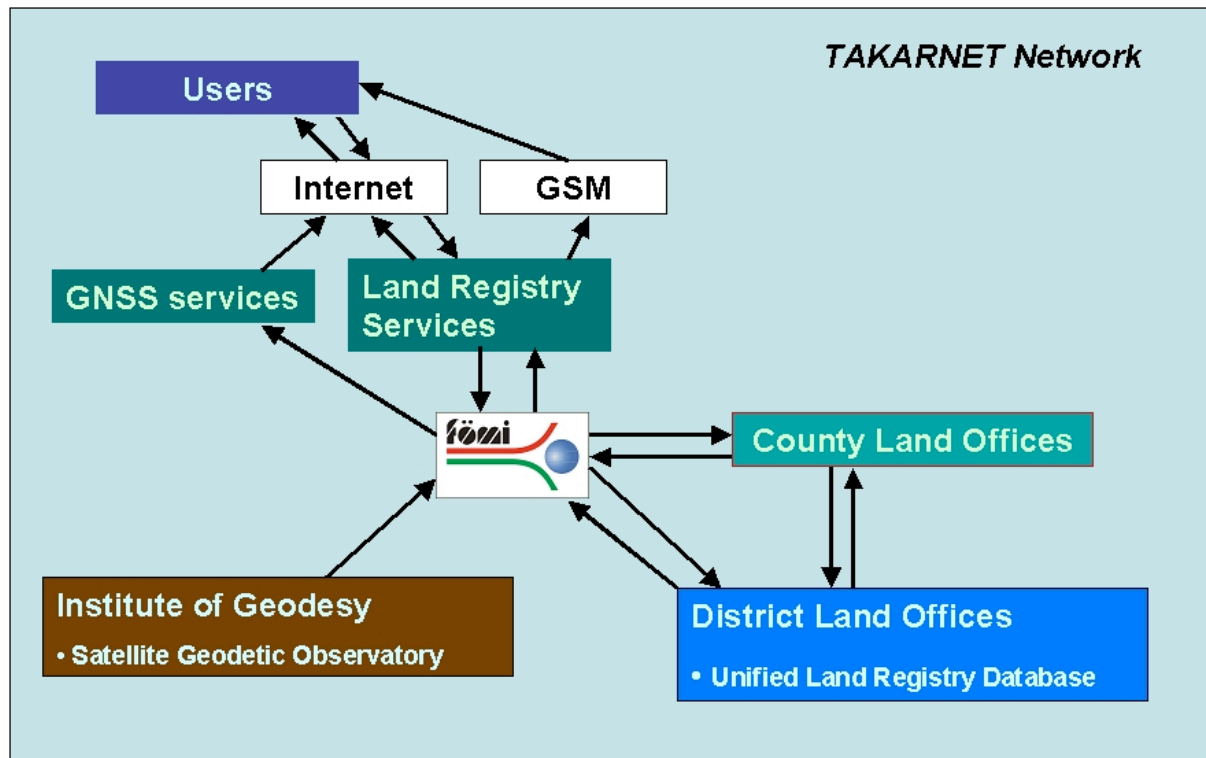 TAKARNET Network
Users
Internet
GSM
GNSS services
Land Registry
Services
fömi
County Land Offices
Institute of Geodesy
• Satellite Geodetic Observatory
District Land Offices
• Unified Land Registry Database